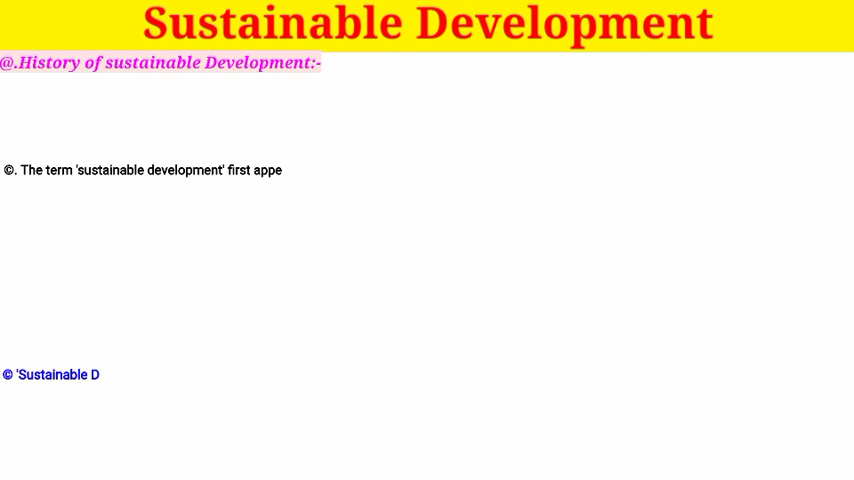 Sustainable Development
@.History of sustainable Development:-
©. The term 'sustainable development' first appe
© 'Sustainable D